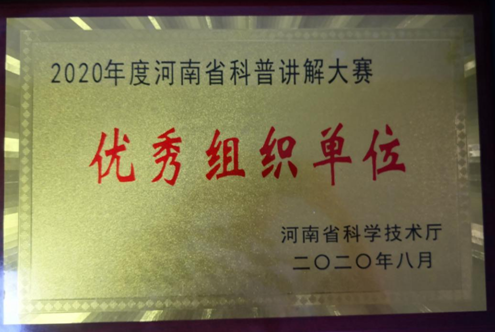 2020年度河南省科普讲解大赛
优秀组织单位
河南省科学技术厅
二〇二〇年八月